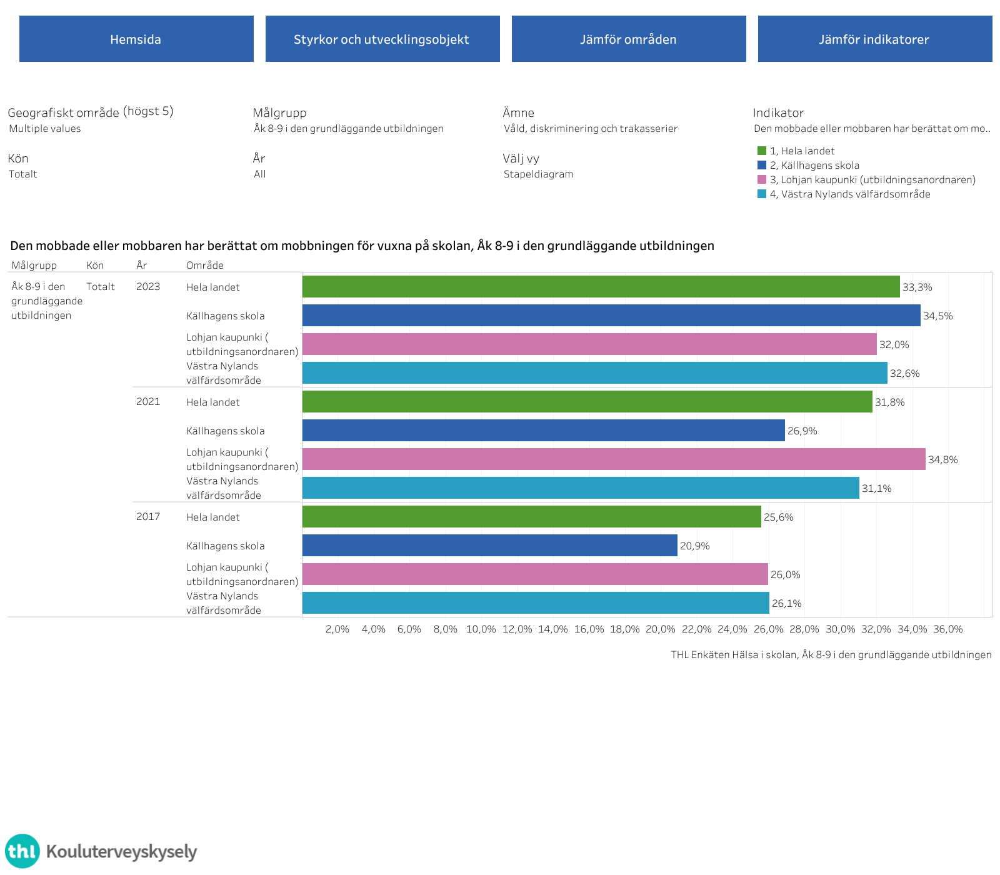 Hemsida
Styrkor och utvecklingsobjekt
Jämför områden
Jämför indikatorer
Geografiskt område (högst 5)
Multiple values
Målgrupp
Åk 8-9 i den grundläggande utbildningen
Ämne
Våld, diskriminering och trakasserier
Indikator
Den mobbade eller mobbaren har berättat om mo..
Kön
Totalt
År
All
Välj vy
Stapeldiagram
1, Hela landet
2, Källhagens skola
3, Lohjan kaupunki (utbildningsanordnaren)
4, Västra Nylands välfärdsområde
Den mobbade eller mobbaren har berättat om mobbningen för vuxna på skolan, Åk 8-9 i den grundläggande utbildningen
Målgrupp Kön År Område
Åk 8-9 i den
grundläggande
utbildningen
Totalt
2023
Hela landet
33,3%
Källhagens skola
34,5%
Lohjan kaupunki (
utbildningsanordnaren)
32,0%
Västra Nylands
välfärdsområde
32,6%
2021
Hela landet
31,8%
Källhagens skola
26,9%
Lohjan kaupunki (
utbildningsanordnaren)
34,8%
Västra Nylands
välfärdsområde
31,1%
2017
Hela landet
25,6%
Källhagens skola
20,9%
Lohjan kaupunki (
utbildningsanordnaren)
26,0%
Västra Nylands
välfärdsområde
26,1%
2,0% 4,0% 6,0% 8,0% 10,0% 12,0% 14,0% 16,0% 18,0% 20,0% 22,0% 24,0% 26,0% 28,0% 30,0% 32,0% 34,0% 36,0%
THL Enkäten Hälsa i skolan, Åk 8-9 i den grundläggande utbildningen
thl Kouluterveyskysely